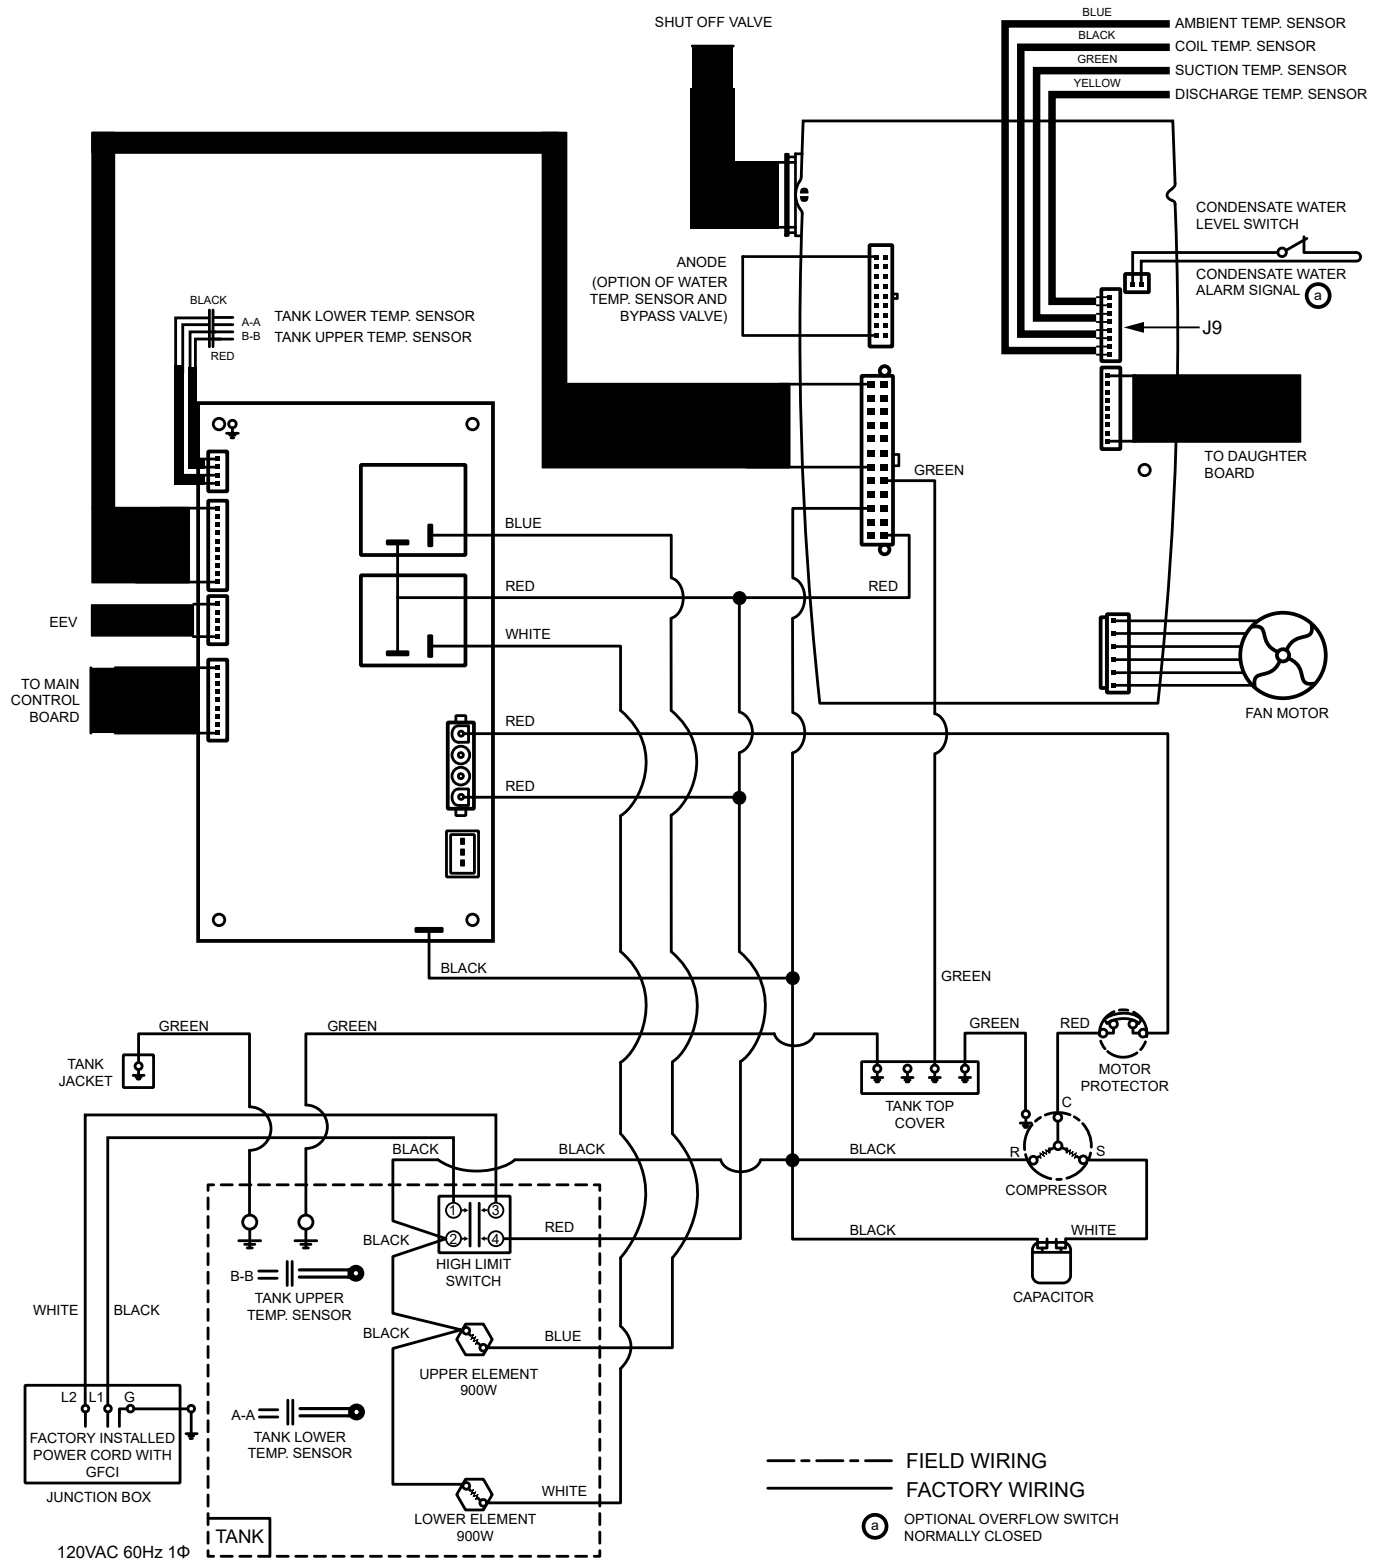 SHUT OFF VALVE
BLUE
AMBIENT TEMP. SENSOR
BLACK
COIL TEMP. SENSOR
GREEN
SUCTION TEMP. SENSOR
YELLOW
DISCHARGE TEMP. SENSOR
CONDENSATE WATER
LEVEL SWITCH
CONDENSATE WATER
ALARM SIGNAL a
J9
ANODE
(OPTION OF WATER
TEMP. SENSOR AND
BYPASS VALVE)
BLACK
A-A TANK LOWER TEMP. SENSOR
B-B TANK UPPER TEMP. SENSOR
RED
TO DAUGHTER
BOARD
GREEN
BLUE
RED
RED
WHITE
EEV
TO MAIN
CONTROL
BOARD
FAN MOTOR
RED
RED
BLACK
GREEN
GREEN
GREEN
GREEN
RED
TANK
JACKET
MOTOR
PROTECTOR
TANK TOP
COVER
C
BLACK
BLACK
BLACK
R
S
COMPRESSOR
1
3
2
4
BLACK
RED
BLACK
WHITE
HIGH LIMIT
SWITCH
B-B
TANK UPPER
TEMP. SENSOR
CAPACITOR
WHITE
BLACK
BLACK
BLUE
UPPER ELEMENT
900W
L2
L1
G
FACTORY INSTALLED
POWER CORD WITH
GFCI
JUNCTION BOX
A-A
TANK LOWER
TEMP. SENSOR
WHITE
LOWER ELEMENT
900W
FIELD WIRING
FACTORY WIRING
a OPTIONAL OVERFLOW SWITCH
NORMALLY CLOSED
TANK
120VAC 60Hz 1Φ